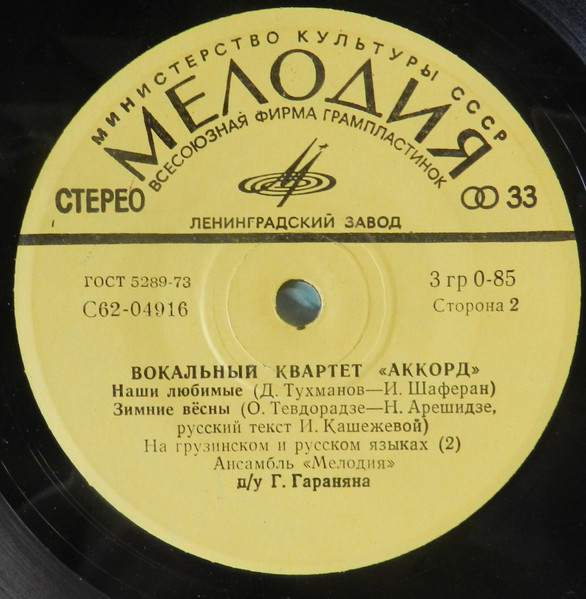 МИНИСТЕРСТВО КУЛЬТУРЫ СССР
МЕЛОДИЯ
ВСЕСОЮЗНАЯ ФИРМА ГРАМПЛАСТИНОК
СТЕРЕО
33
ЛЕНИНГРАДСКИЙ ЗАВОД
ГОСТ 5289-73
3 гр 0-85
С62-04916
Сторона 2
ВОКАЛЬНЫЙ КВАРТЕТ «АККОРД»
Наши любимые (Д. Тухманов—И. Шаферан)
Зимние вёсны (О. Тевдорадзе—Н. Арешидзе,
русский текст И. Кашежевой)
На грузинском и русском языках (2)
Ансамбль «Мелодия»
д/у Г. Гараняна